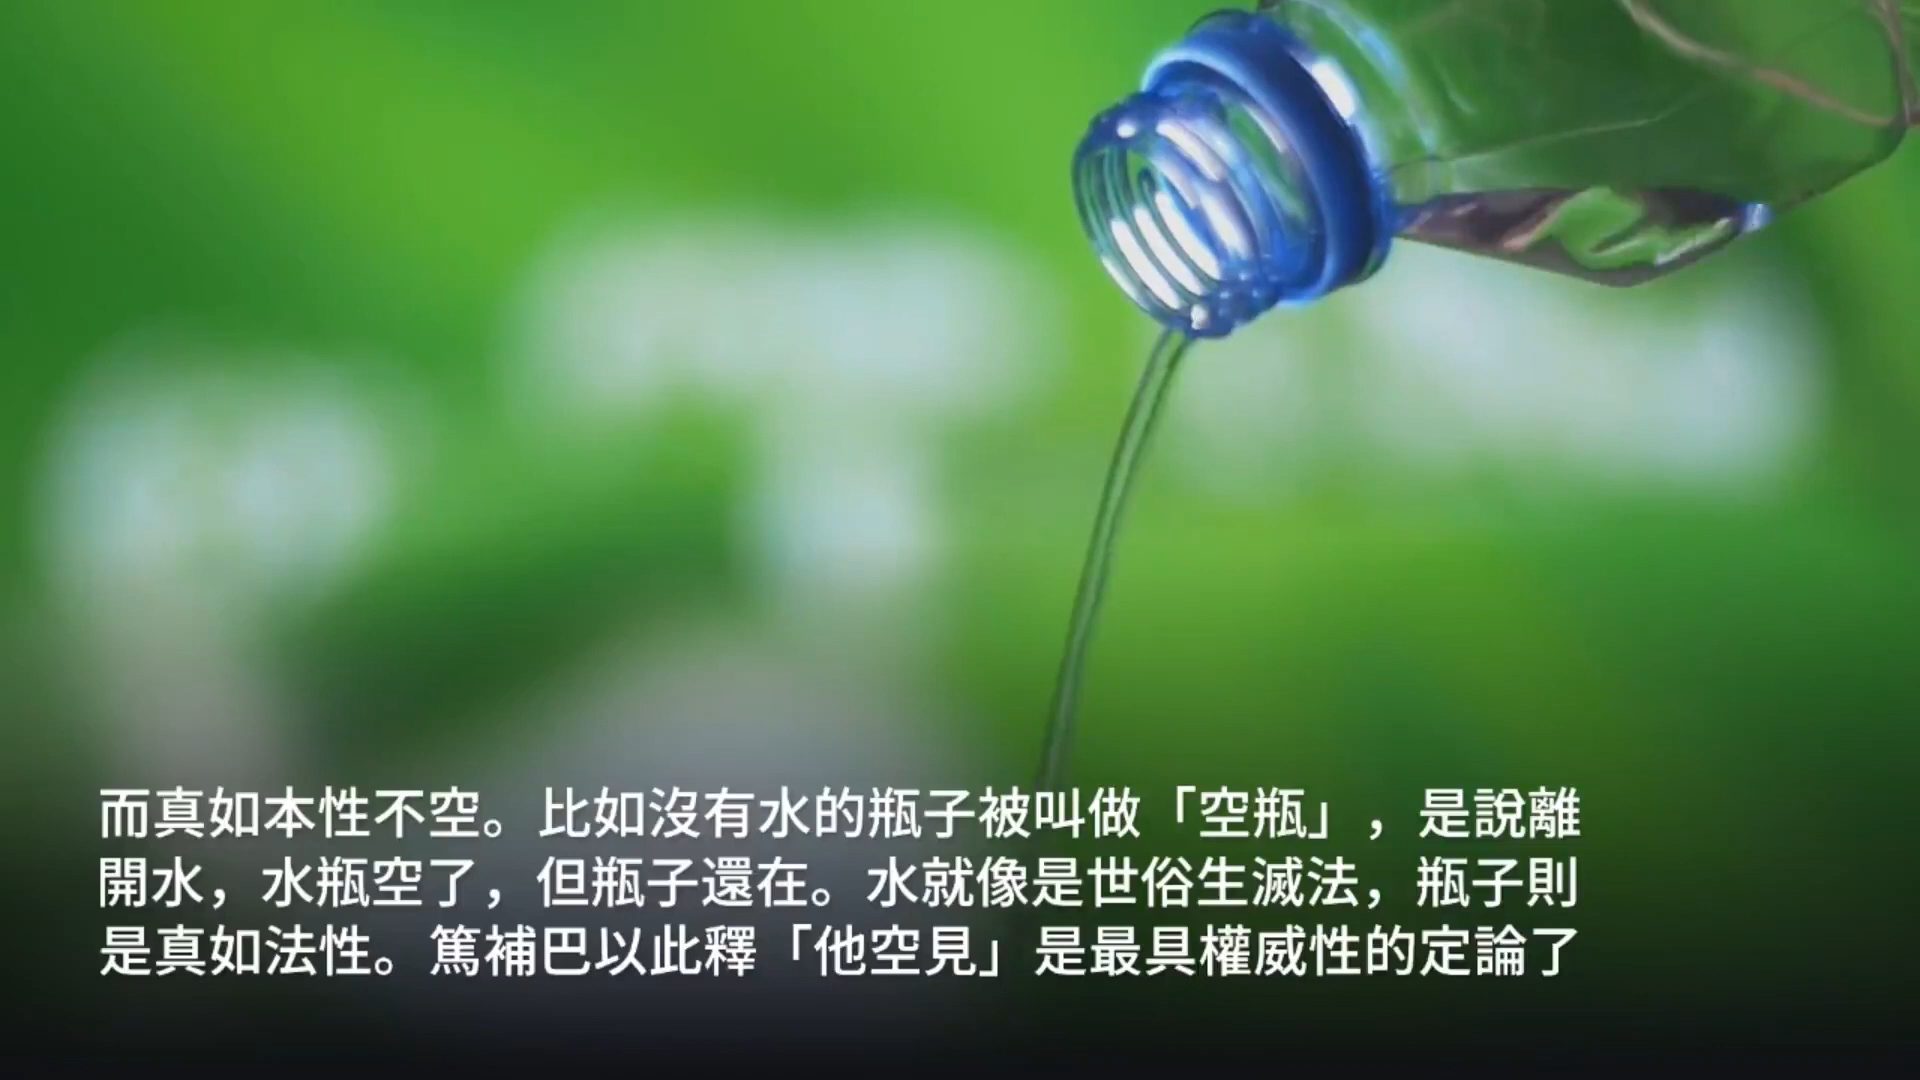 而真如本性不空。比如沒有水的瓶子被叫做「空瓶」，是說離
開水，水瓶空了，但瓶子還在。水就像是世俗生滅法，瓶子則
是真如法性。篤補巴以此釋「他空見」是最具權威性的定論了